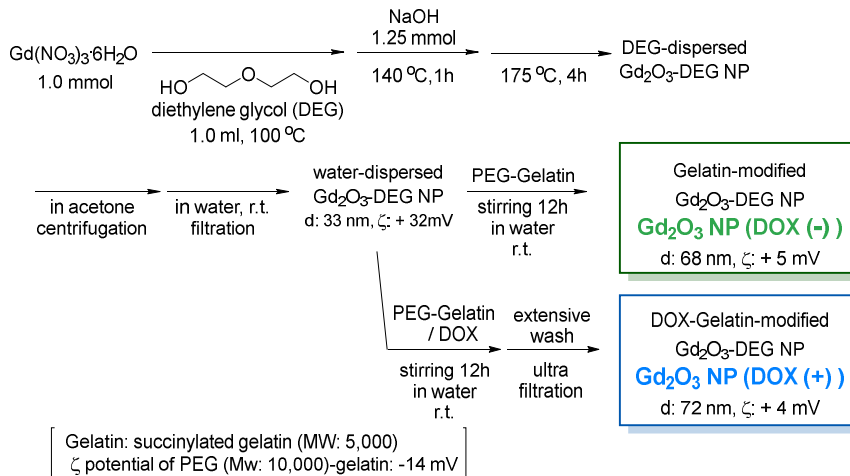 NaOH
1.25 mmol
Gd(NO₃)₃·6H₂O
1.0 mmol
HO O OH
diethylene glycol (DEG)
1.0 ml, 100 ⁰C
140 ⁰C,1h
175 ⁰C, 4h
DEG-dispersed
Gd₂O₃-DEG NP
in acetone
centrifugation
in water, r.t.
filtration
water-dispersed
Gd₂O₃-DEG NP
d: 33 nm, ζ: + 32mV
PEG-Gelatin
stirring 12h
in water
r.t.
Gelatin-modified
Gd₂O₃-DEG NP
Gd₂O₃ NP (DOX (-) )
d: 68 nm, ζ: + 5 mV
PEG-Gelatin
/ DOX
stirring 12h
in water
r.t.
extensive
wash
ultra
filtration
DOX-Gelatin-modified
Gd₂O₃-DEG NP
Gd₂O₃ NP (DOX (+) )
d: 72 nm, ζ: + 4 mV
Gelatin: succinylated gelatin (MW: 5,000)
ζ potential of PEG (Mw: 10,000)-gelatin: -14 mV